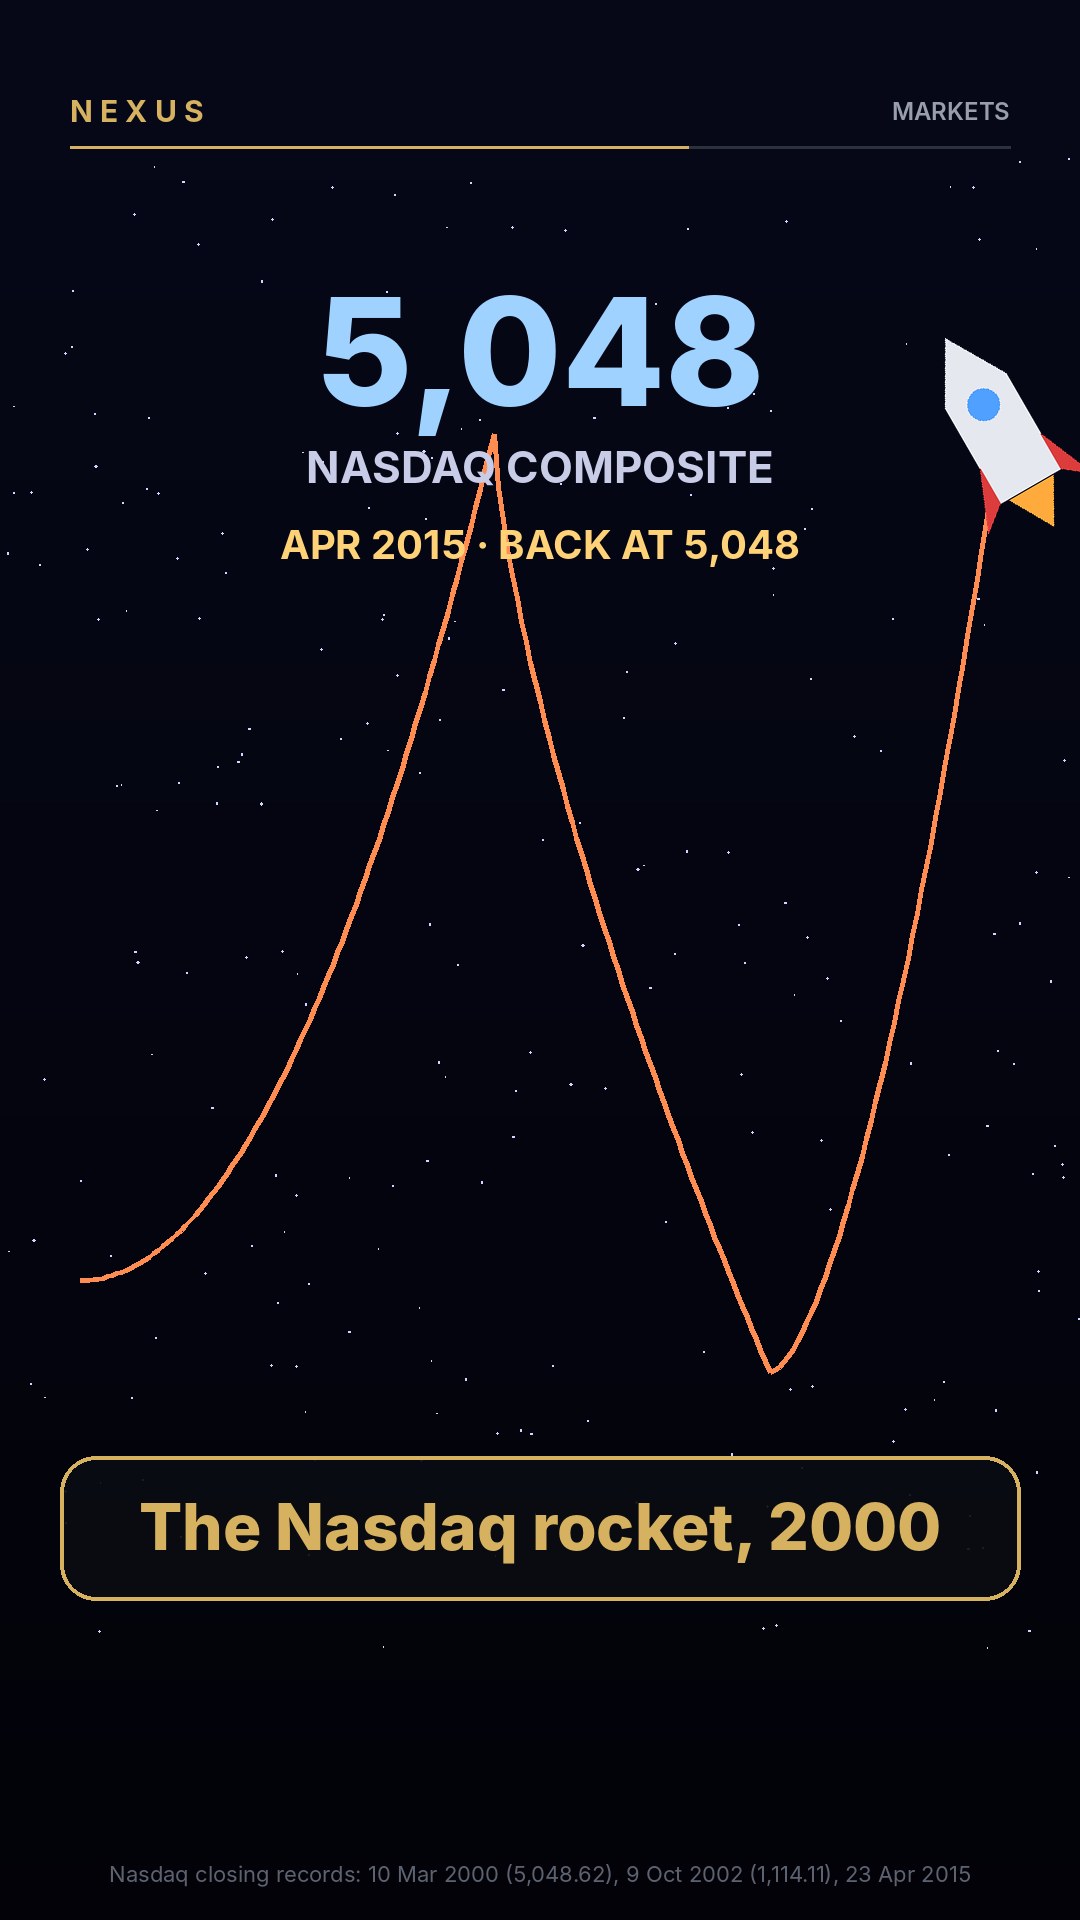 NEXUS
MARKETS
5,048
NASDAQ COMPOSITE
APR 2015 · BACK AT 5,048
The Nasdaq rocket, 2000
Nasdaq closing records: 10 Mar 2000 (5,048.62), 9 Oct 2002 (1,114.11), 23 Apr 2015